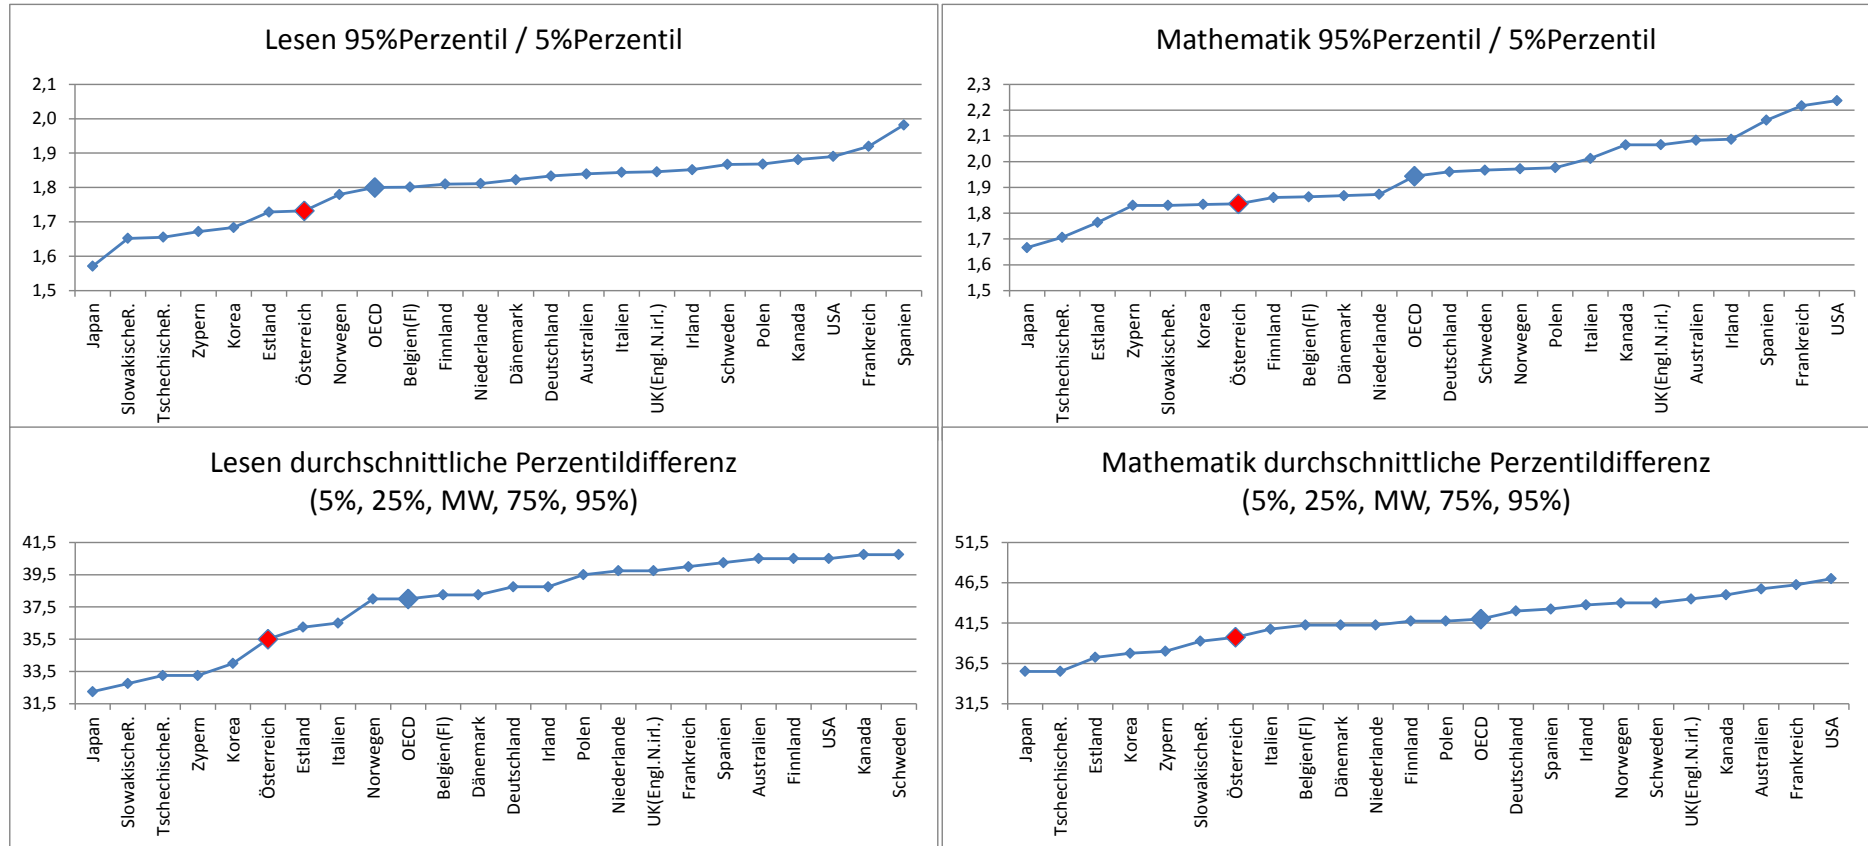 Lesen 95%Perzentil / 5%Perzentil
2,1
2,0
1,9
1,8
1,7
1,6
1,5
Japan
SlowakischeR.
TschechischeR.
Zypern
Korea
Estland
Österreich
Norwegen
OECD
Belgien(Fl)
Finnland
Niederlande
Dänemark
Deutschland
Australien
Italien
UK(Engl.N.irl.)
Irland
Schweden
Polen
Kanada
USA
Frankreich
Spanien
Mathematik 95%Perzentil / 5%Perzentil
2,3
2,2
2,1
2,0
1,9
1,8
1,7
1,6
1,5
Japan
TschechischeR.
Estland
Zypern
SlowakischeR.
Korea
Österreich
Finnland
Belgien(Fl)
Dänemark
Niederlande
OECD
Deutschland
Schweden
Norwegen
Polen
Italien
Kanada
UK(Engl.N.irl.)
Australien
Irland
Spanien
Frankreich
USA
Lesen durchschnittliche Perzentildifferenz
(5%, 25%, MW, 75%, 95%)
41,5
39,5
37,5
35,5
33,5
31,5
Japan
SlowakischeR.
TschechischeR.
Zypern
Korea
Österreich
Estland
Italien
Norwegen
OECD
Belgien(Fl)
Dänemark
Deutschland
Irland
Polen
Niederlande
UK(Engl.N.irl.)
Frankreich
Spanien
Australien
Finnland
USA
Kanada
Schweden
Mathematik durchschnittliche Perzentildifferenz
(5%, 25%, MW, 75%, 95%)
51,5
46,5
41,5
36,5
31,5
Japan
TschechischeR.
Estland
Korea
Zypern
SlowakischeR.
Österreich
Italien
Belgien(Fl)
Dänemark
Niederlande
Finnland
Polen
OECD
Deutschland
Spanien
Irland
Norwegen
Schweden
UK(Engl.N.irl.)
Kanada
Australien
Frankreich
USA